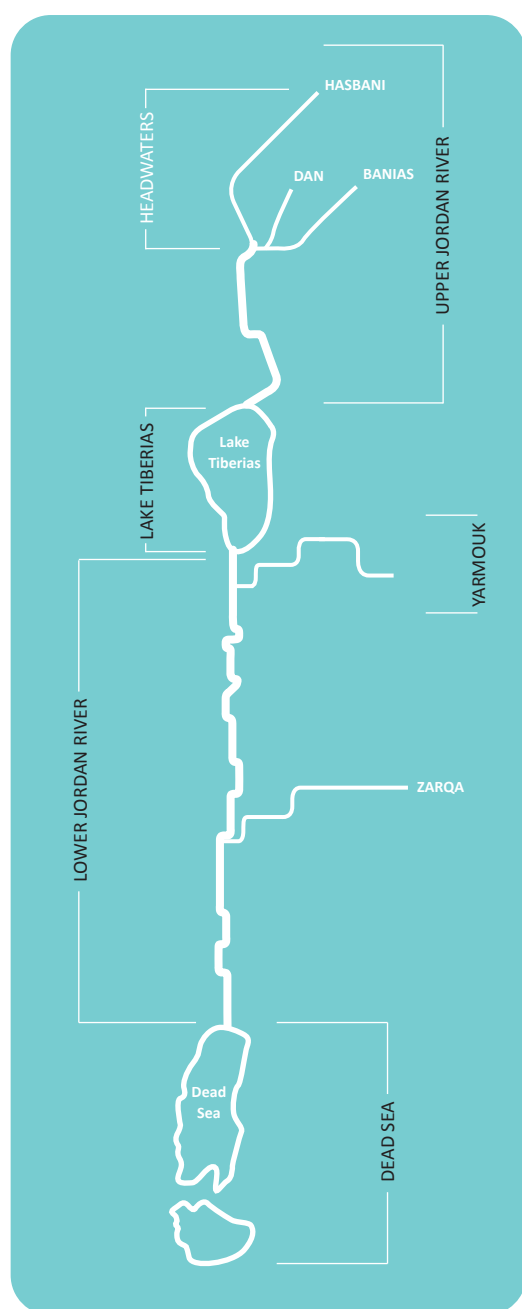 HASBANI
HEADWATERS
DAN
BANIAS
UPPER JORDAN RIVER
Lake
Tiberias
LAKE TIBERIAS
YARMOUK
LOWER JORDAN RIVER
ZARQA
Dead
Sea
DEAD SEA